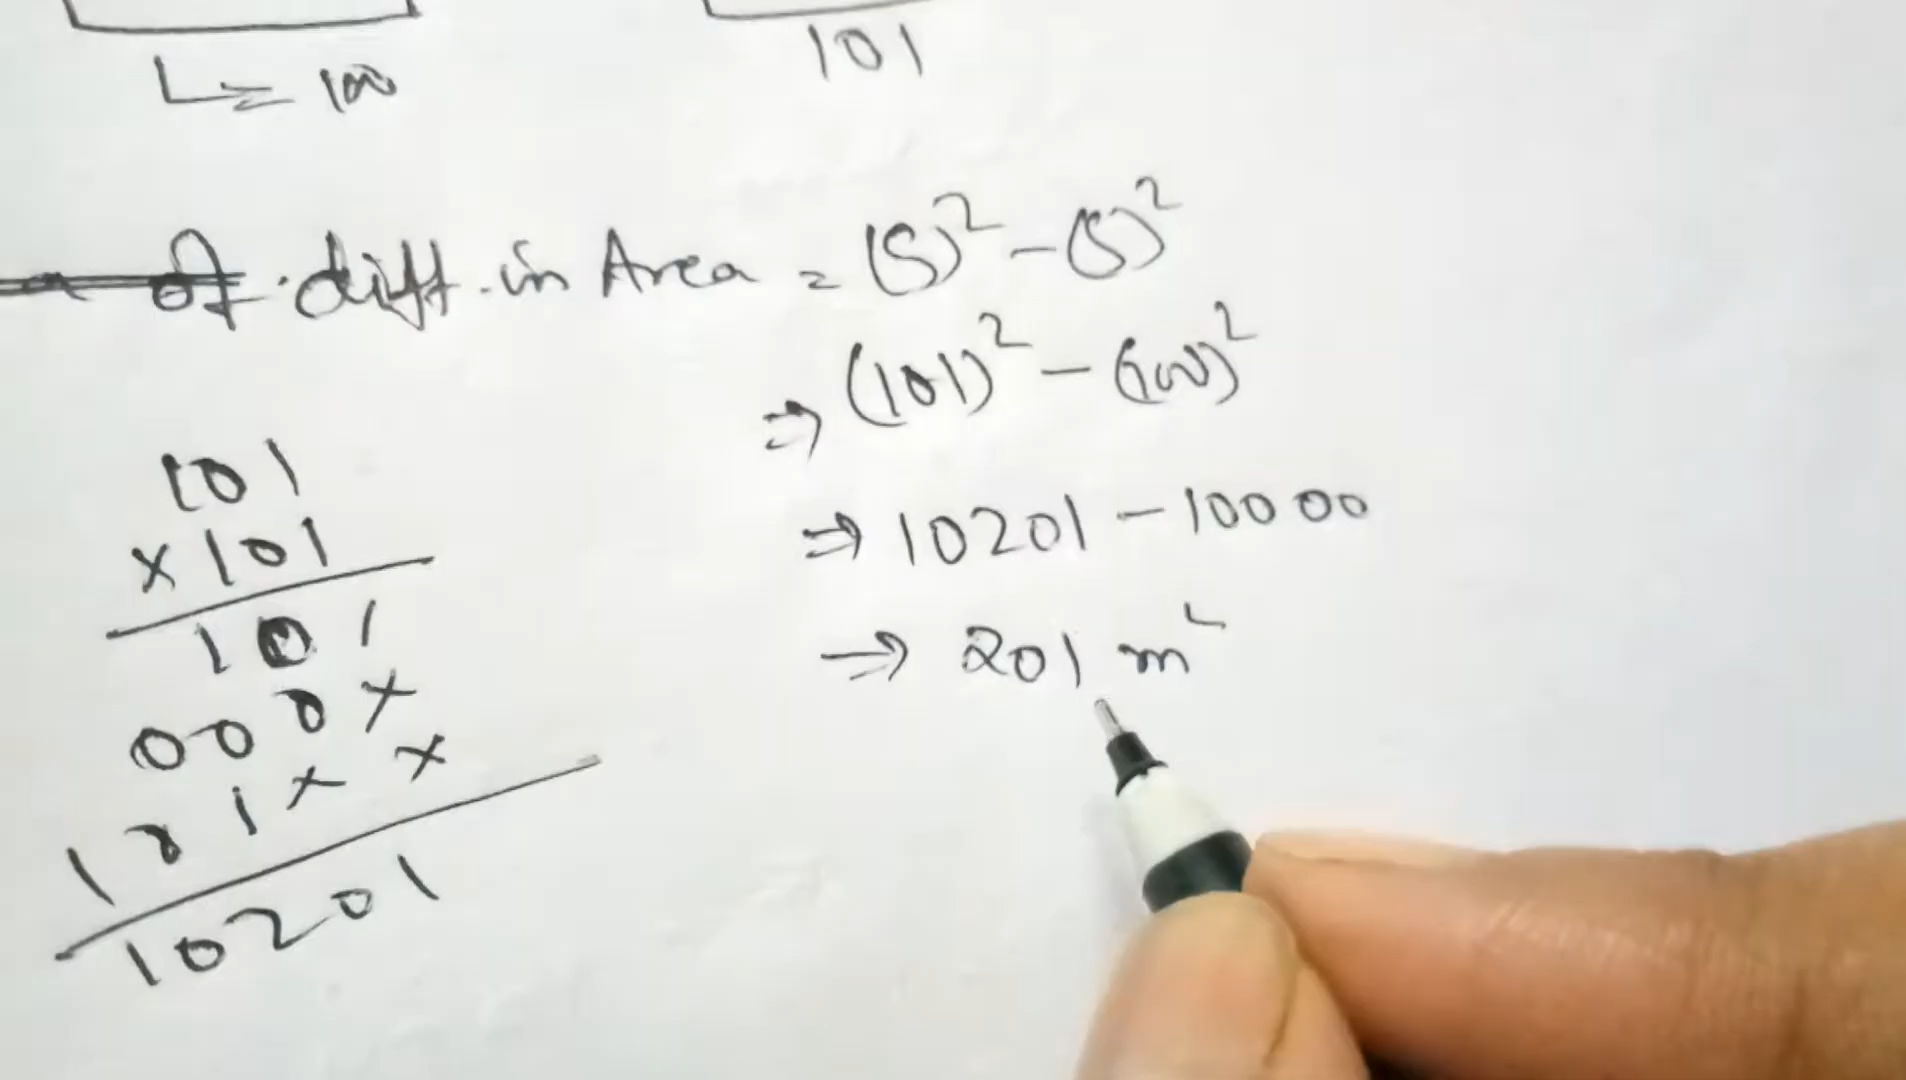 L = 100
101
of diff. in Area = (S)² - (S)²
⇒ (101)² - (100)²
⇒ 10201 - 10000
⇒ 201 m²
101
× 101
101
000×
101××
10201